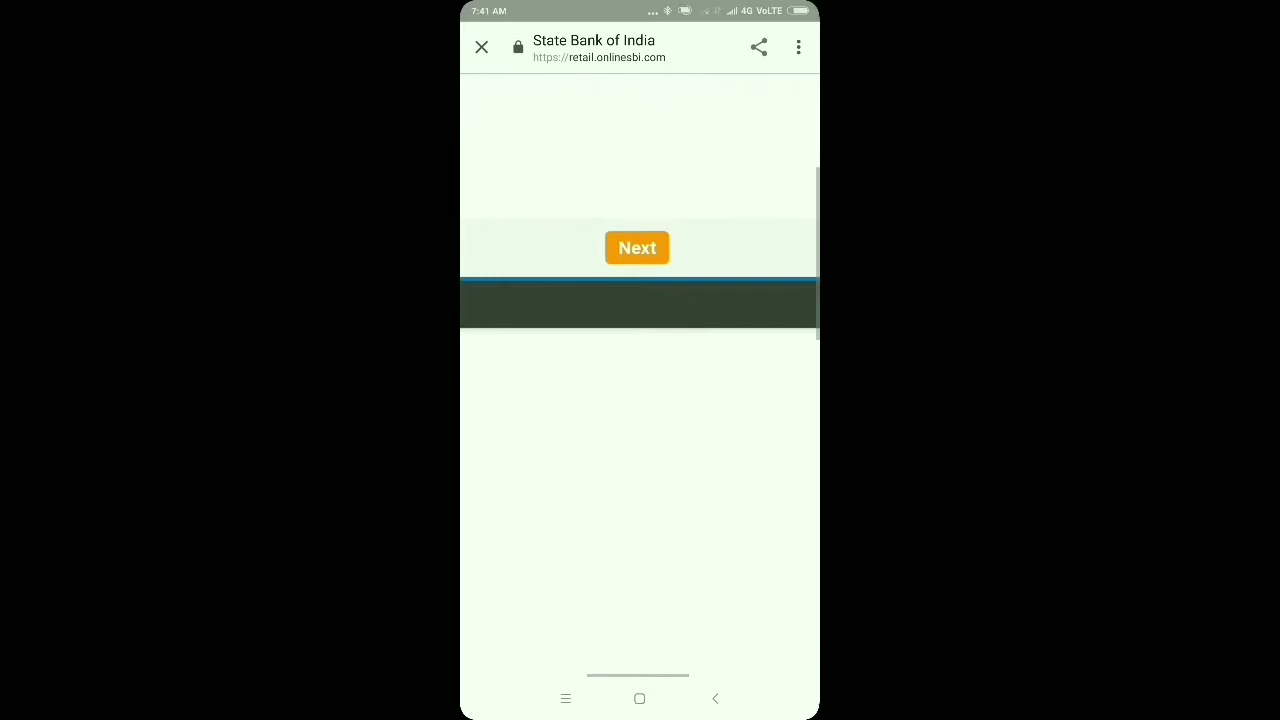 7:41 AM
4G VoLTE
State Bank of India
https://retail.onlinesbi.com
Next